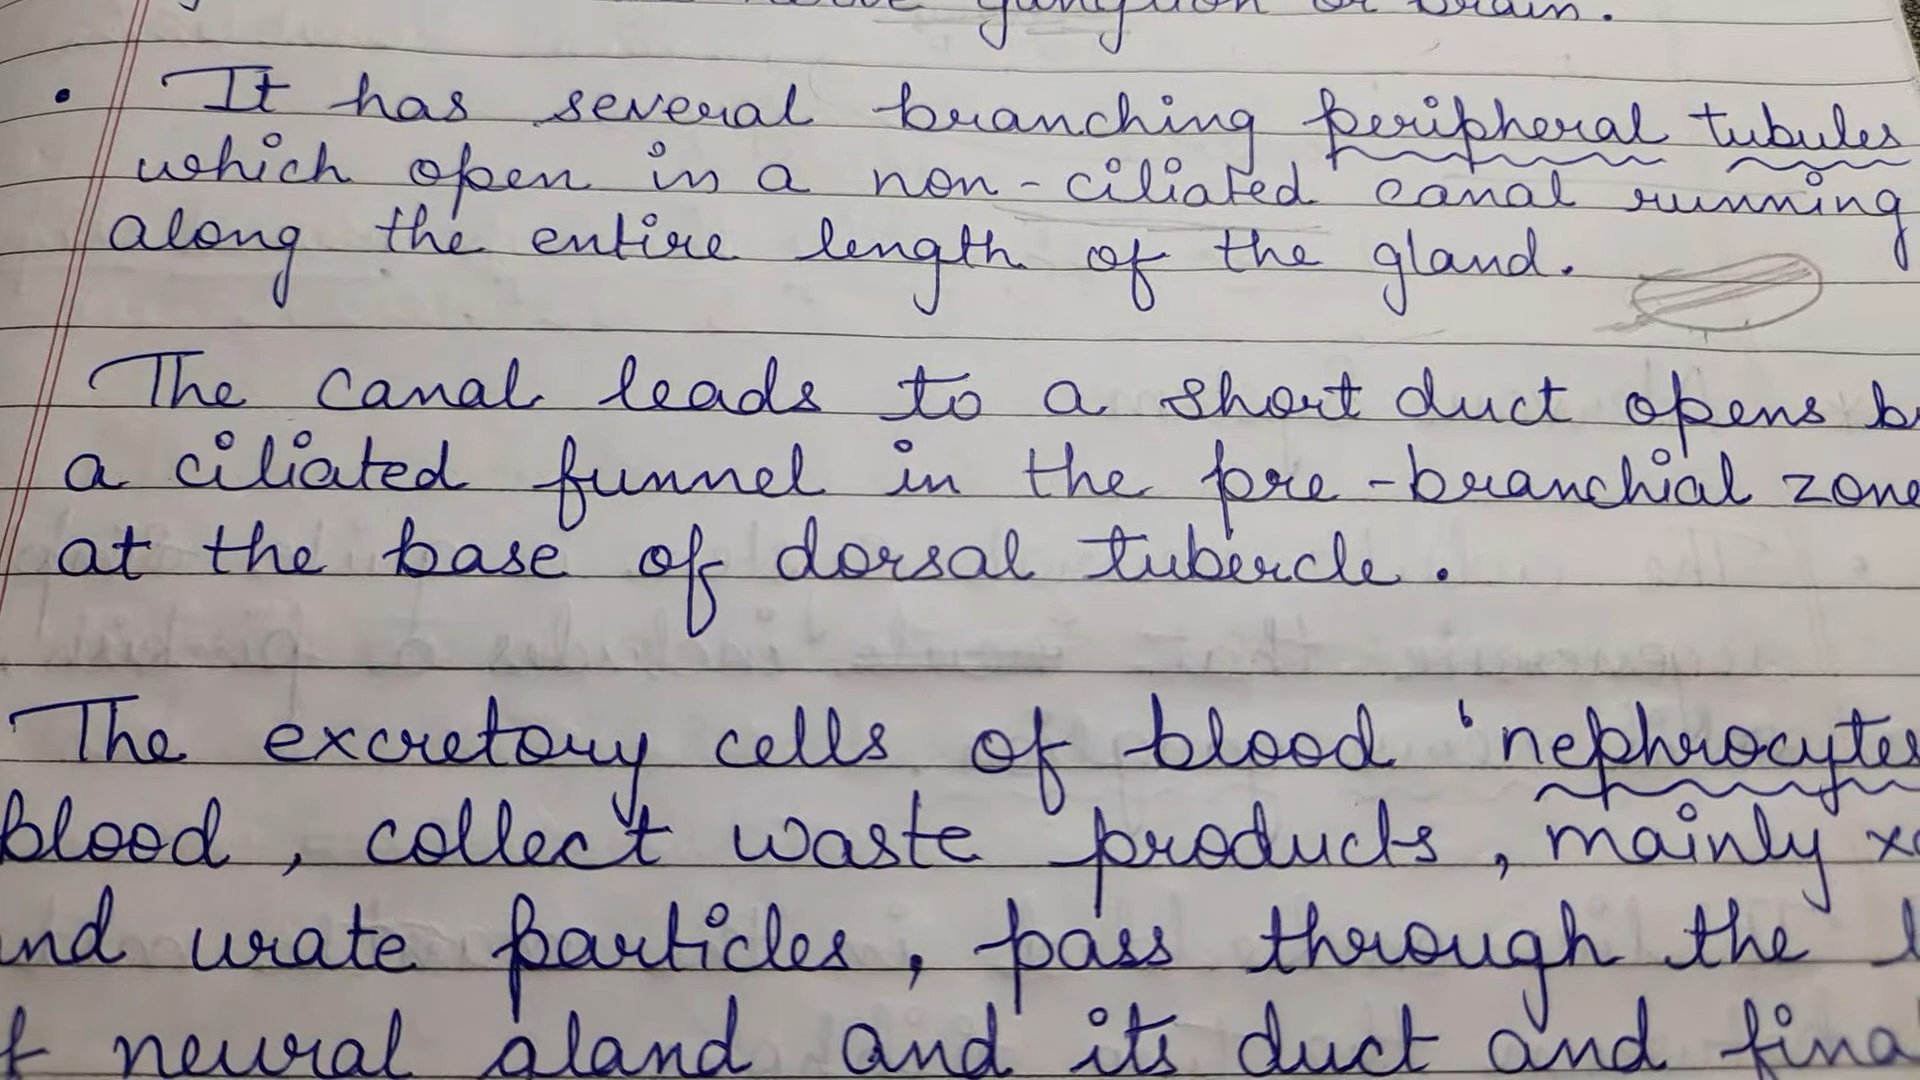 ganglion or brain.
• It has several branching peripheral tubules
which open in a non-ciliated canal running
along the entire length of the gland.
The canal leads to a short duct opens
a ciliated funnel in the pre-branchial zone
at the base of dorsal tubercle.
The excretory cells of blood 'nephrocytes
blood, collect waste products, mainly
urate particles, pass through the
neural gland and its duct and